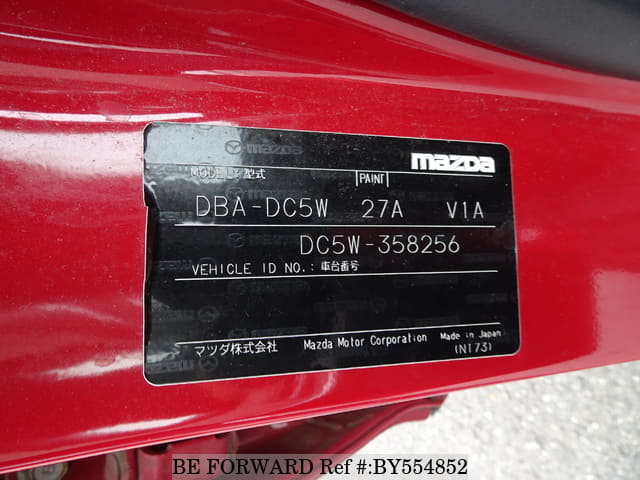 mazda
mazda
MODEL : 型式 PAINT
DBA-DC5W 27A V1A
DC5W-358256
VEHICLE ID NO.: 車台番号
マツダ株式会社 Mazda Motor Corporation Made in Japan
(N173)
BE FORWARD Ref #:BY554852